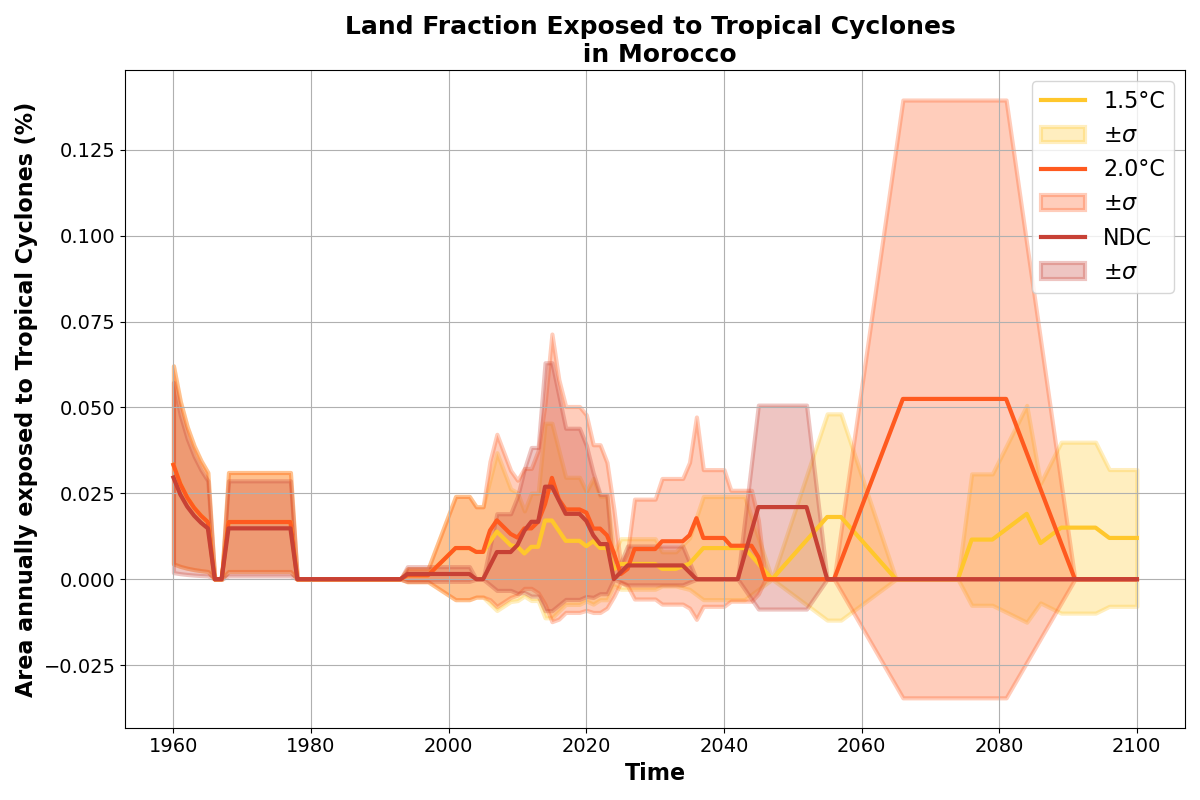 Land Fraction Exposed to Tropical Cyclones
in Morocco
Area annually exposed to Tropical Cyclones (%)
0.125
0.100
0.075
0.050
0.025
0.000
−0.025
1.5°C
±σ
2.0°C
±σ
NDC
±σ
1960
1980
2000
2020
2040
2060
2080
2100
Time